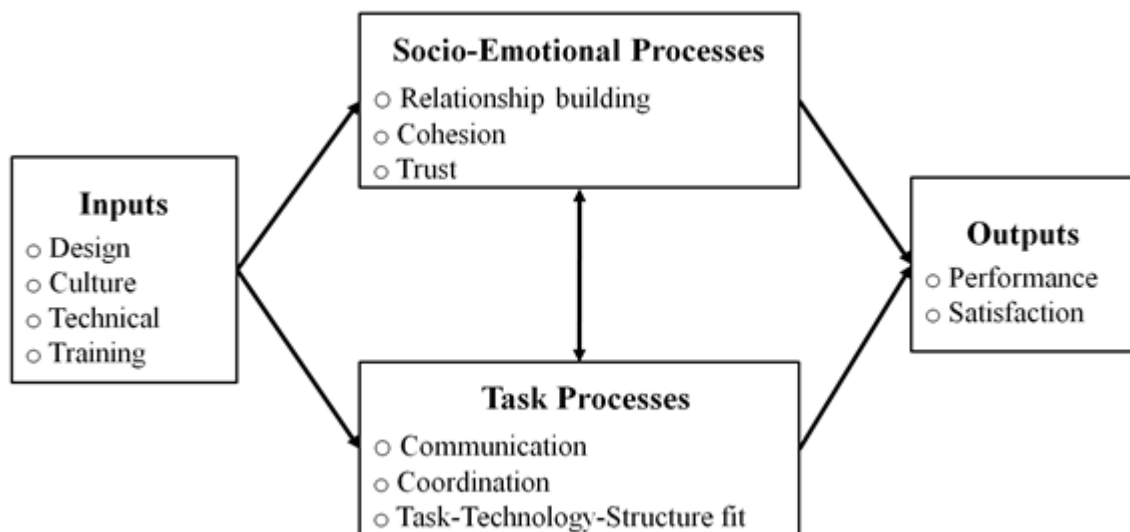 Socio-Emotional Processes
○ Relationship building
○ Cohesion
○ Trust
Inputs
○ Design
○ Culture
○ Technical
○ Training
Outputs
○ Performance
○ Satisfaction
Task Processes
○ Communication
○ Coordination
○ Task-Technology-Structure fit